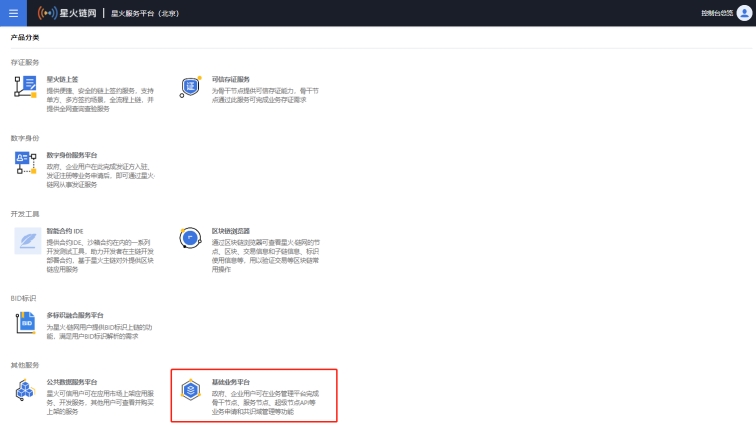 星火·链网 | 星火服务平台（北京）
控制台总览
产品分类
存证服务
星火链上签
提供便捷、安全的链上签约服务，支持
单方、多方签约场景，全流程上链，并
提供全网查询查验服务
可信存证服务
为骨干节点提供可信存证能力，骨干节
点通过此服务可完成业务存证需求
数字身份
数字身份服务平台
政府、企业用户在此完成发证方入驻、
发证注册等业务申请后，即可通过星火·
链网从事发证服务
开发工具
智能合约 IDE
提供合约IDE、沙箱合约在内的一系列
开发测试工具，助力开发者在主链开发
部署合约，基于星火主链对外提供区块
链应用服务
区块链浏览器
通过区块链浏览器可查看星火·链网的节
点、区块、交易信息和子链信息、标识
使用信息等，用以验证交易等区块链常
用操作
BID标识
多标识融合服务平台
为星火·链网用户提供BID标识上链的功
能，满足用户BID标识解析的需求
BID
其他服务
公共数据服务平台
星火可信用户可在应用市场上架应用服
务、开发服务，其他用户可查看并购买
上架的服务
基础业务平台
政府、企业用户可在业务管理平台完成
骨干节点、服务节点、超级节点API等
业务申请和共识域管理等功能